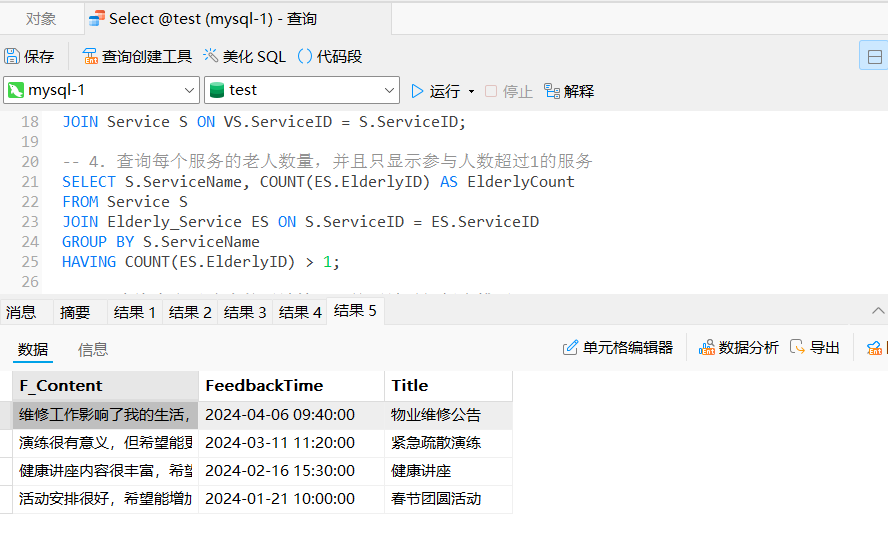 对象
Select @test (mysql-1) - 查询
保存 查询创建工具 美化 SQL () 代码段
mysql-1 test 运行 停止 解释
18 JOIN Service S ON VS.ServiceID = S.ServiceID;
19
20 -- 4. 查询每个服务的老人数量，并且只显示参与人数超过1的服务
21 SELECT S.ServiceName, COUNT(ES.ElderlyID) AS ElderlyCount
22 FROM Service S
23 JOIN Elderly_Service ES ON S.ServiceID = ES.ServiceID
24 GROUP BY S.ServiceName
25 HAVING COUNT(ES.ElderlyID) > 1;
26
消息 摘要 结果 1 结果 2 结果 3 结果 4 结果 5
数据 信息 单元格编辑器 数据分析 导出
F_Content FeedbackTime Title
维修工作影响了我的生活， 2024-04-06 09:40:00 物业维修公告
演练很有意义，但希望能更 2024-03-11 11:20:00 紧急疏散演练
健康讲座内容很丰富，希望 2024-02-16 15:30:00 健康讲座
活动安排很好，希望能增加 2024-01-21 10:00:00 春节团圆活动